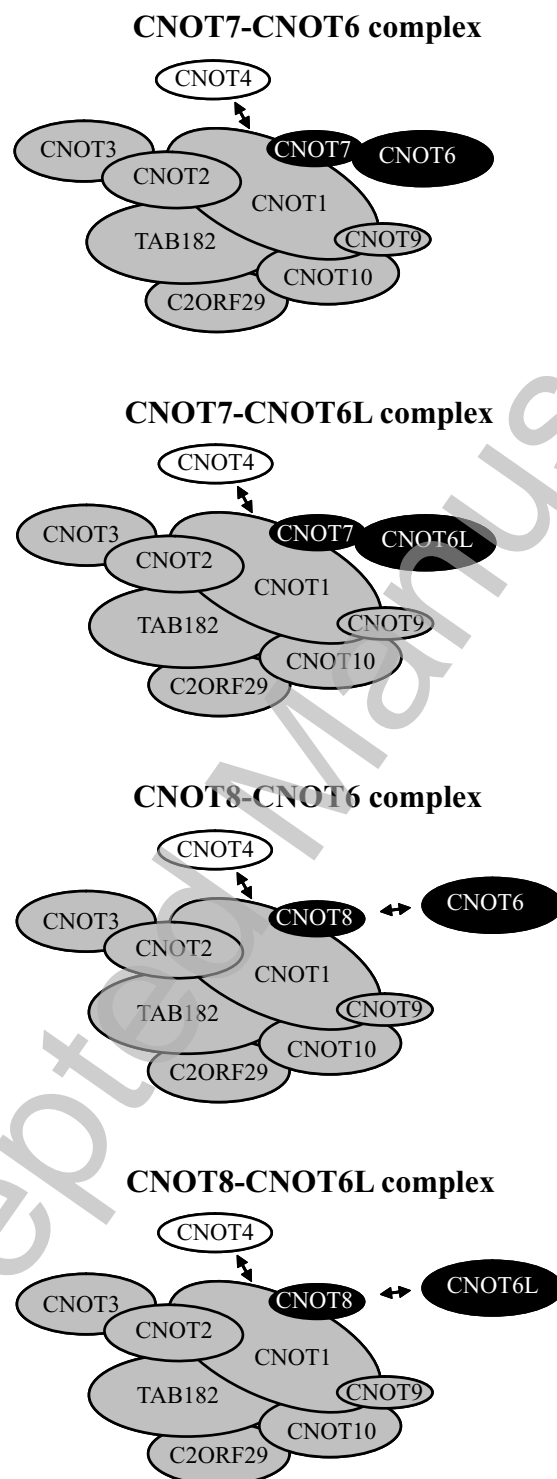 CNOT7-CNOT6 complex
CNOT4
CNOT3
CNOT7
CNOT6
CNOT2
CNOT1
TAB182
CNOT9
CNOT10
C2ORF29
CNOT7-CNOT6L complex
CNOT4
CNOT3
CNOT7
CNOT6L
CNOT2
CNOT1
TAB182
CNOT9
CNOT10
C2ORF29
CNOT8-CNOT6 complex
CNOT4
CNOT3
CNOT8
CNOT6
CNOT2
CNOT1
TAB182
CNOT9
CNOT10
C2ORF29
CNOT8-CNOT6L complex
CNOT4
CNOT3
CNOT8
CNOT6L
CNOT2
CNOT1
TAB182
CNOT9
CNOT10
C2ORF29
epted Manus